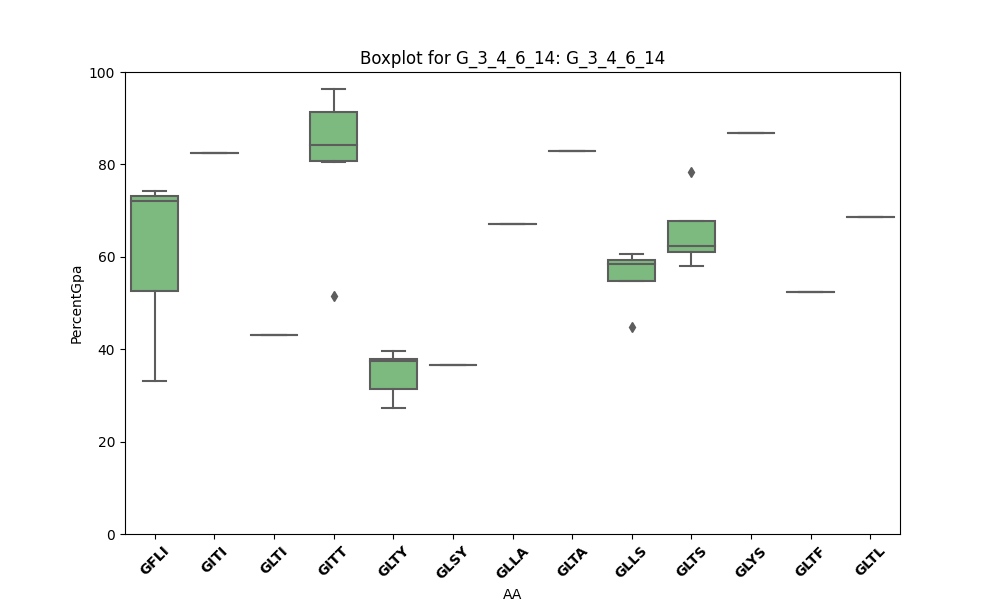 Boxplot for G_3_4_6_14: G_3_4_6_14
100
80
60
40
20
0
PercentGpa
GFLI GITI GLTI GITT GLTY GLSY GLLA GLTA GLLS GLTS GLYS GLTF GLTL
AA